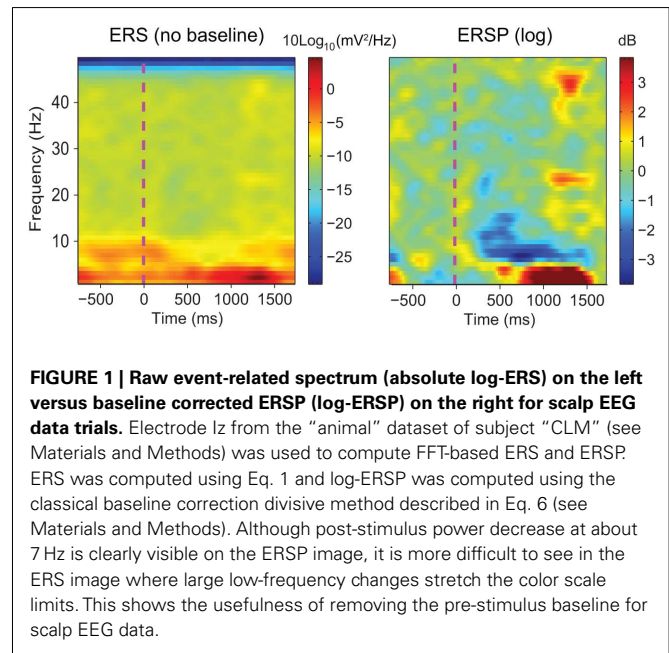 ERS (no baseline)
10Log10(mV²/Hz)
ERSP (log)
dB
Frequency (Hz)
40
30
20
10
0
−5
−10
−15
−20
−25
3
2
1
0
−1
−2
−3
−500 0 500 1000 1500
Time (ms)
−500 0 500 1000 1500
Time (ms)
FIGURE 1 | Raw event-related spectrum (absolute log-ERS) on the left
versus baseline corrected ERSP (log-ERSP) on the right for scalp EEG
data trials. Electrode Iz from the “animal” dataset of subject “CLM” (see
Materials and Methods) was used to compute FFT-based ERS and ERSP.
ERS was computed using Eq. 1 and log-ERSP was computed using the
classical baseline correction divisive method described in Eq. 6 (see
Materials and Methods). Although post-stimulus power decrease at about
7 Hz is clearly visible on the ERSP image, it is more difficult to see in the
ERS image where large low-frequency changes stretch the color scale
limits. This shows the usefulness of removing the pre-stimulus baseline for
scalp EEG data.